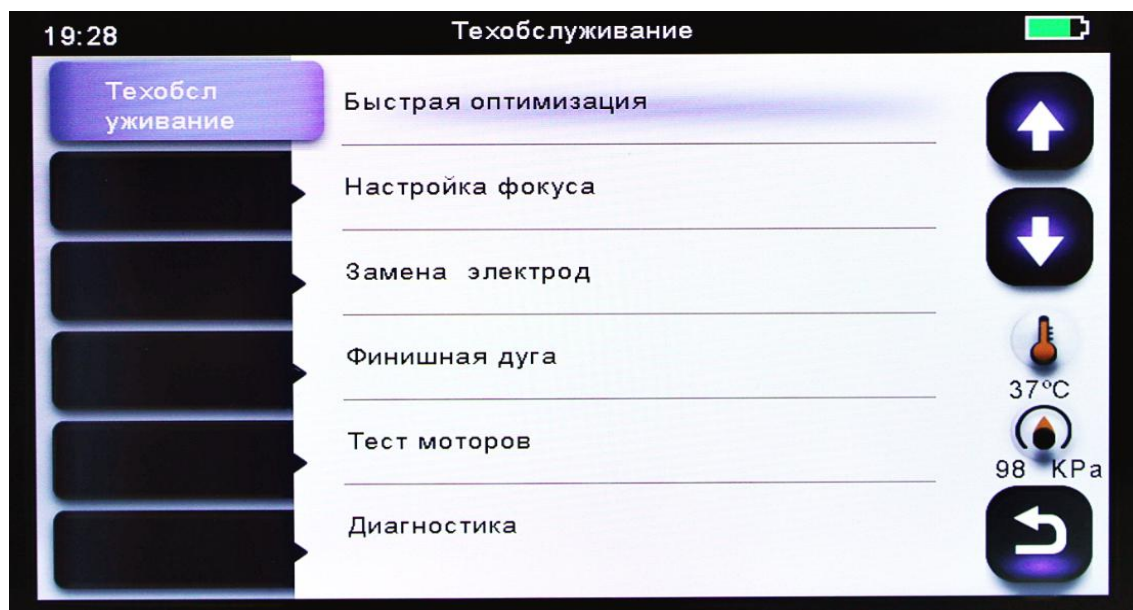 19:28
Техобслуживание
Техобсл
уживание
Быстрая оптимизация
Настройка фокуса
Замена электрод
Финишная дуга
Тест моторов
Диагностика
37°C
98 KPa